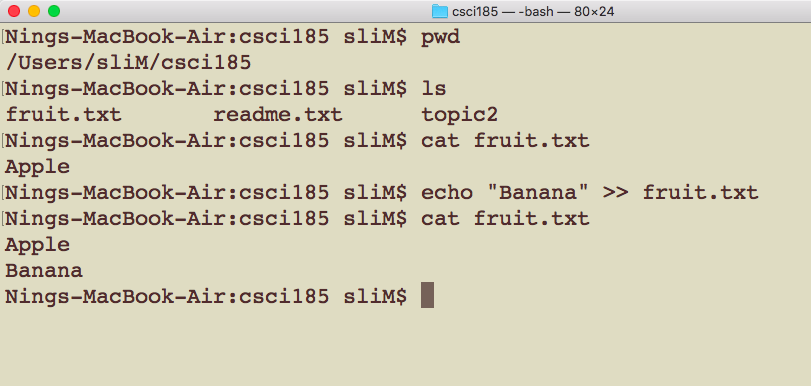 csci185 — -bash — 80×24
Nings-MacBook-Air:csci185 sliM$ pwd
/Users/sliM/csci185
Nings-MacBook-Air:csci185 sliM$ ls
fruit.txt readme.txt topic2
Nings-MacBook-Air:csci185 sliM$ cat fruit.txt
Apple
Nings-MacBook-Air:csci185 sliM$ echo "Banana" >> fruit.txt
Nings-MacBook-Air:csci185 sliM$ cat fruit.txt
Apple
Banana
Nings-MacBook-Air:csci185 sliM$